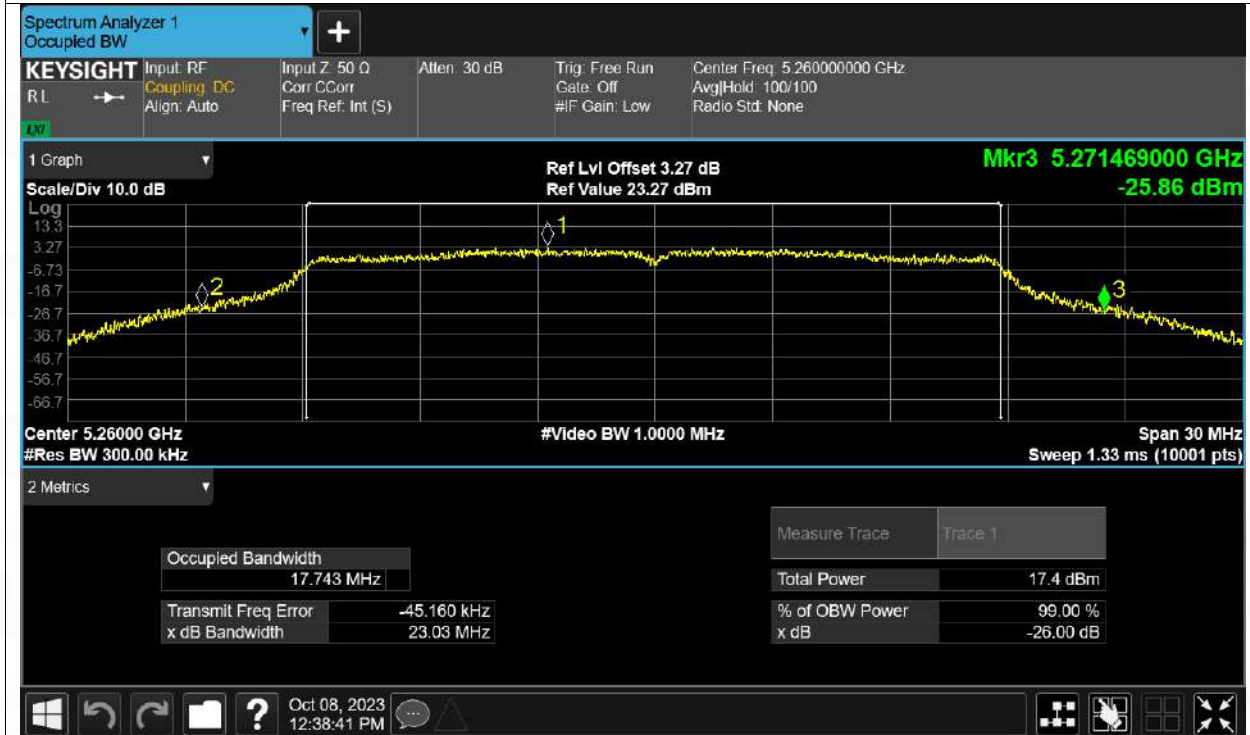 Spectrum Analyzer 1
Occupied BW
+
KEYSIGHT Input: RF Input Z: 50 Ω Atten: 30 dB Trig: Free Run Center Freq: 5.260000000 GHz
RL Coupling: DC Corr CCorr Gate: Off Avg|Hold: 100/100
Align: Auto Freq Ref: Int (S) #IF Gain: Low Radio Std: None
LXI
1 Graph Ref Lvl Offset 3.27 dB Mkr3 5.271469000 GHz
Scale/Div 10.0 dB Ref Value 23.27 dBm -25.86 dBm
Log
13.3
3.27
-6.73
-16.7
-26.7
-36.7
-46.7
-56.7
-66.7
1
2
3
Center 5.26000 GHz #Video BW 1.0000 MHz Span 30 MHz
#Res BW 300.00 kHz Sweep 1.33 ms (10001 pts)
2 Metrics
Measure Trace Trace 1
Occupied Bandwidth
17.743 MHz Total Power 17.4 dBm
Transmit Freq Error -45.160 kHz % of OBW Power 99.00 %
x dB Bandwidth 23.03 MHz x dB -26.00 dB
? Oct 08, 2023
12:38:41 PM